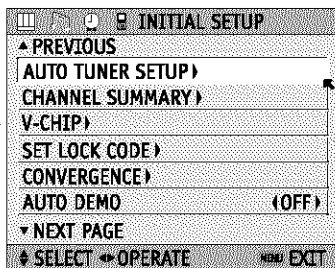 INITIAL SETUP
PREVIOUS
AUTO TUNER SETUP
CHANNEL SUMMARY
V-CHIP
SET LOCK CODE
CONVERGENCE
AUTO DEMO (OFF)
NEXT PAGE
SELECT OPERATE MENU EXIT